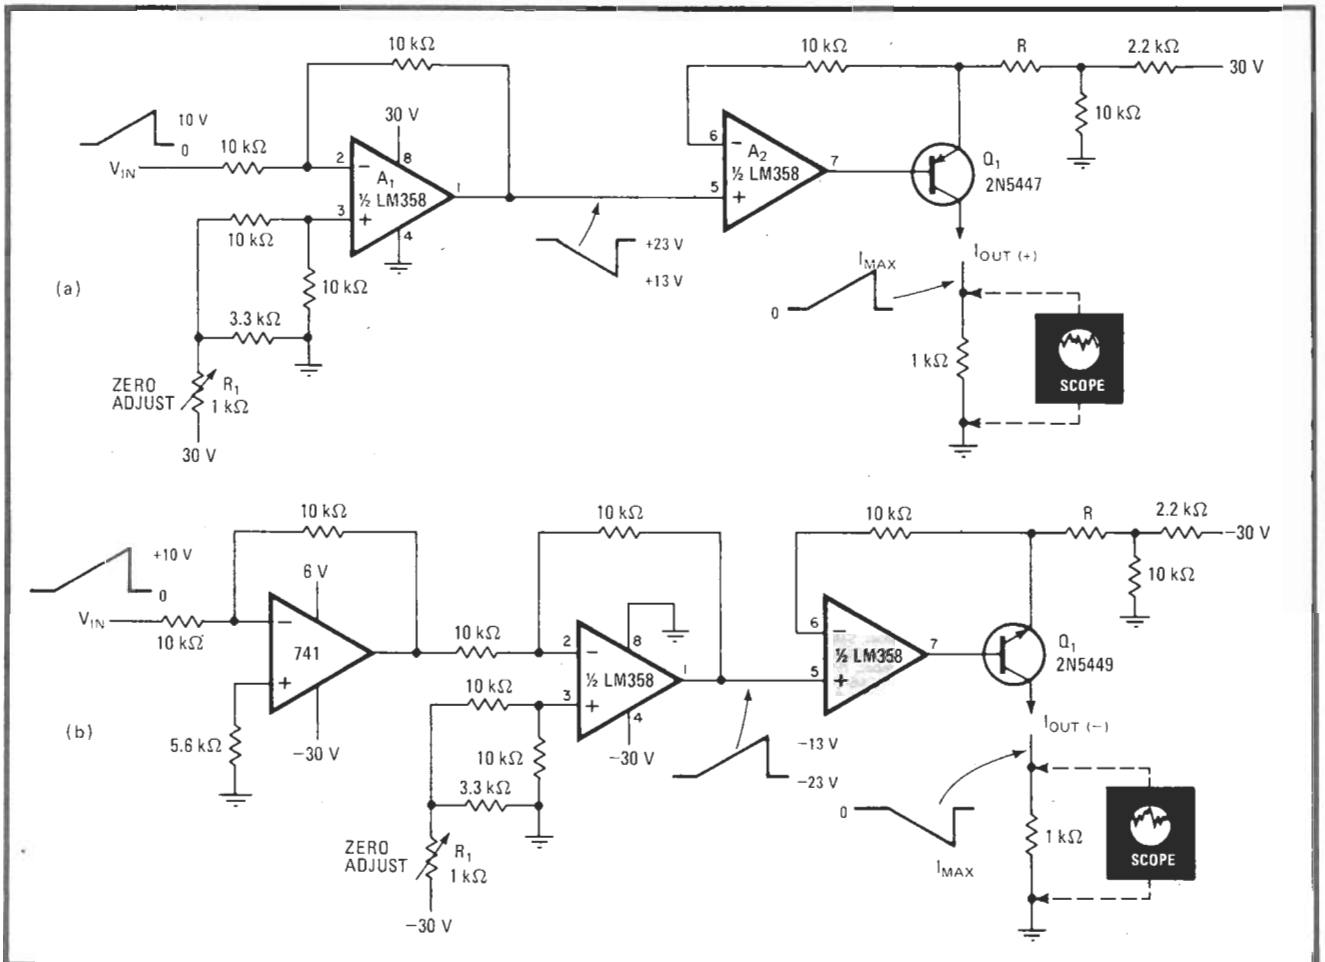 10 kΩ
10 kΩ
R
2.2 kΩ
30 V
10 V
0
30 V
10 kΩ
10 kΩ
VIN
2
8
−
A1
½ LM358
1
3
+
4
6
−
A2
½ LM358
7
5
+
Q1
2N5447
10 kΩ
10 kΩ
+23 V
+13 V
IMAX
IOUT (+)
0
(a)
3.3 kΩ
1 kΩ
SCOPE
ZERO
ADJUST
R1
1 kΩ
30 V
10 kΩ
10 kΩ
10 kΩ
R
2.2 kΩ
−30 V
+10 V
0
6 V
10 kΩ
VIN
10 kΩ
−
741
+
10 kΩ
2
8
−
½ LM358
1
3
+
4
6
−
½ LM358
7
5
+
Q1
2N5449
10 kΩ
(b)
5.6 kΩ
−30 V
10 kΩ
−30 V
−13 V
−23 V
IOUT (−)
3.3 kΩ
0
IMAX
1 kΩ
SCOPE
ZERO
ADJUST
R1
1 kΩ
−30 V